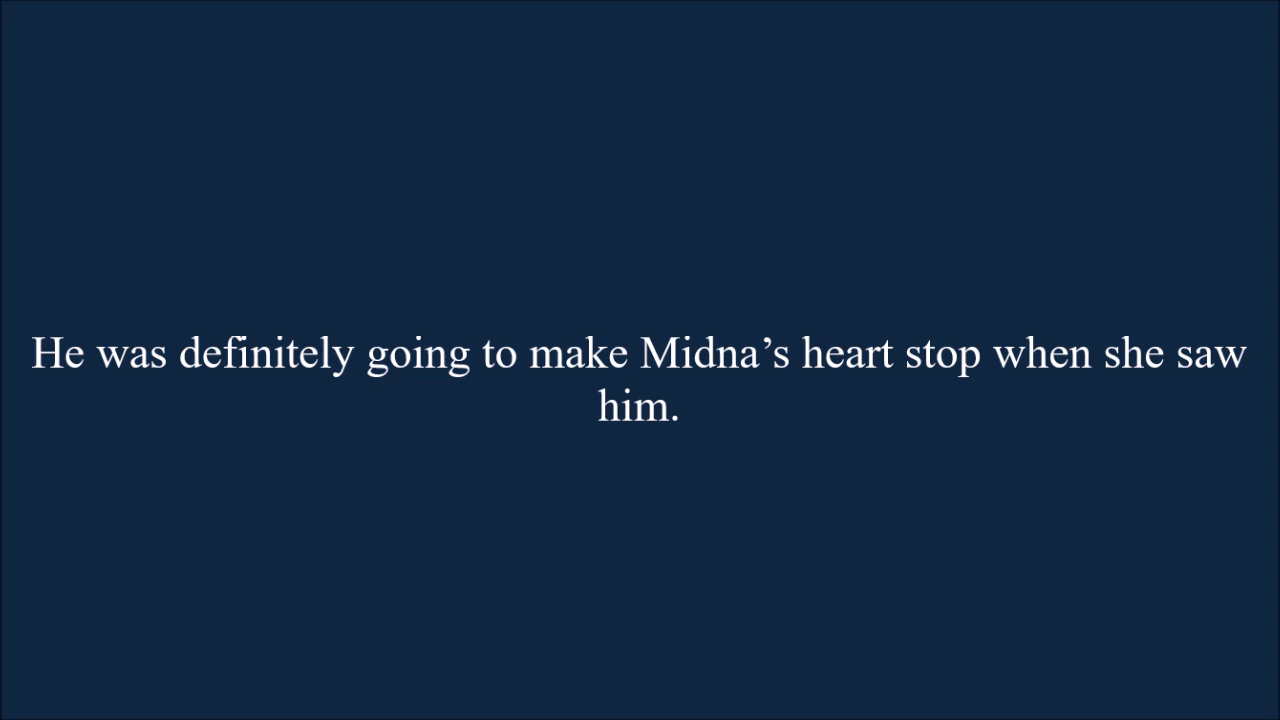 He was definitely going to make Midna’s heart stop when she saw
him.